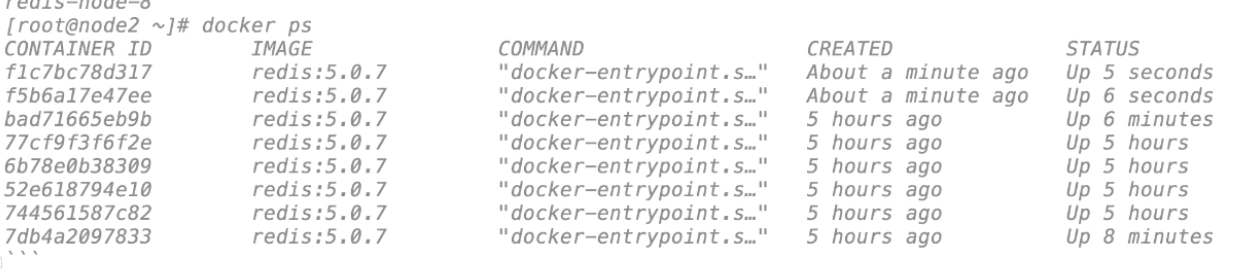 redis-node-8
[root@node2 ~]# docker ps
CONTAINER ID IMAGE COMMAND CREATED STATUS
f1c7bc78d317 redis:5.0.7 "docker-entrypoint.s…" About a minute ago Up 5 seconds
f5b6a17e47ee redis:5.0.7 "docker-entrypoint.s…" About a minute ago Up 6 seconds
bad71665eb9b redis:5.0.7 "docker-entrypoint.s…" 5 hours ago Up 6 minutes
77cf9f3f6f2e redis:5.0.7 "docker-entrypoint.s…" 5 hours ago Up 5 hours
6b78e0b38309 redis:5.0.7 "docker-entrypoint.s…" 5 hours ago Up 5 hours
52e618794e10 redis:5.0.7 "docker-entrypoint.s…" 5 hours ago Up 5 hours
744561587c82 redis:5.0.7 "docker-entrypoint.s…" 5 hours ago Up 5 hours
7db4a2097833 redis:5.0.7 "docker-entrypoint.s…" 5 hours ago Up 8 minutes
```